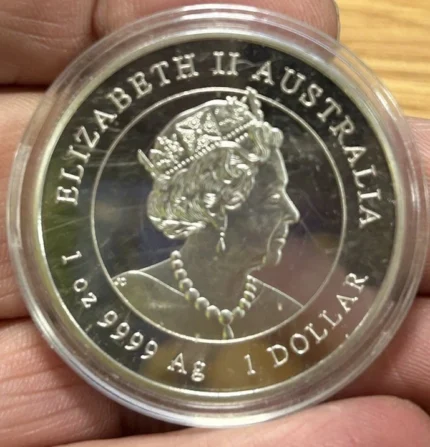 ELIZABETH II AUSTRALIA
1 oz 9999 Ag 1 DOLLAR